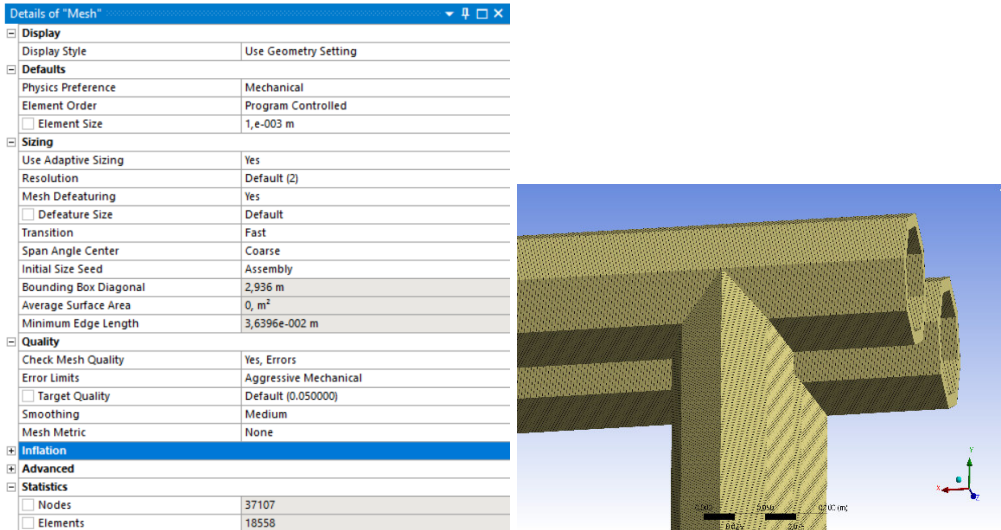 Details of "Mesh"
Display
Display Style Use Geometry Setting
Defaults
Physics Preference Mechanical
Element Order Program Controlled
Element Size 1,e-003 m
Sizing
Use Adaptive Sizing Yes
Resolution Default (2)
Mesh Defeaturing Yes
Defeature Size Default
Transition Fast
Span Angle Center Coarse
Initial Size Seed Assembly
Bounding Box Diagonal 2,936 m
Average Surface Area 0, m²
Minimum Edge Length 3,6396e-002 m
Quality
Check Mesh Quality Yes, Errors
Error Limits Aggressive Mechanical
Target Quality Default (0.050000)
Smoothing Medium
Mesh Metric None
Inflation
Advanced
Statistics
Nodes 37107
Elements 18558
Y
X